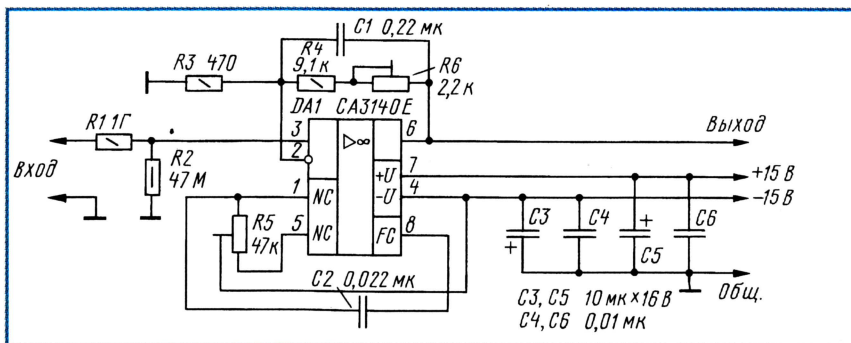 C1 0,22 мк
R3 470
R4
9,1 к
R6
2,2 к
DA1 CA3140E
R1 1Г
3
▷∞
6
Выход
2
R2
47 М
Вход
7
+U
+15 В
1
NC
-U
4
−15 В
R5
47к
5
NC
FC
8
C3
C4
+
C5
C6
+
C2 0,022 мк
Общ.
C3, C5 10 мк×16 В
C4, C6 0,01 мк